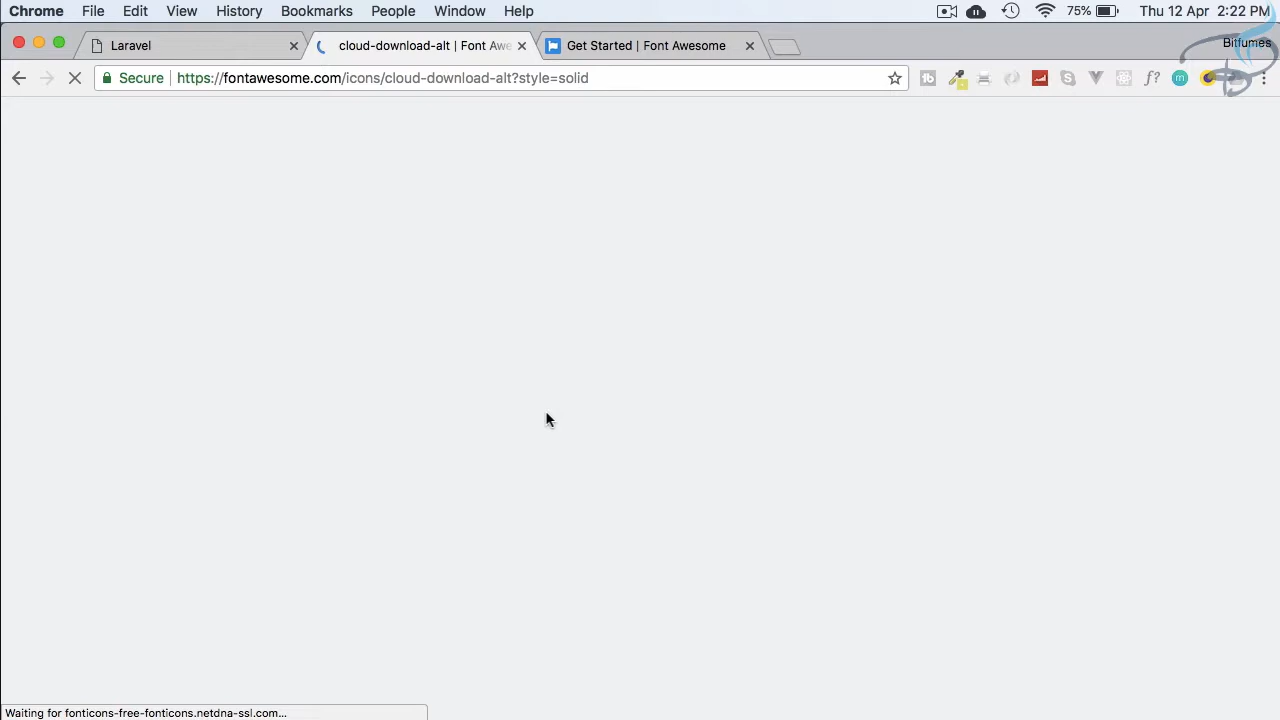 Chrome File Edit View History Bookmarks People Window Help 75% Thu 12 Apr 2:22 PM
Laravel cloud-download-alt | Font Awe Get Started | Font Awesome Bitfumes
Secure https://fontawesome.com/icons/cloud-download-alt?style=solid f? m
Waiting for fonticons-free-fonticons.netdna-ssl.com...